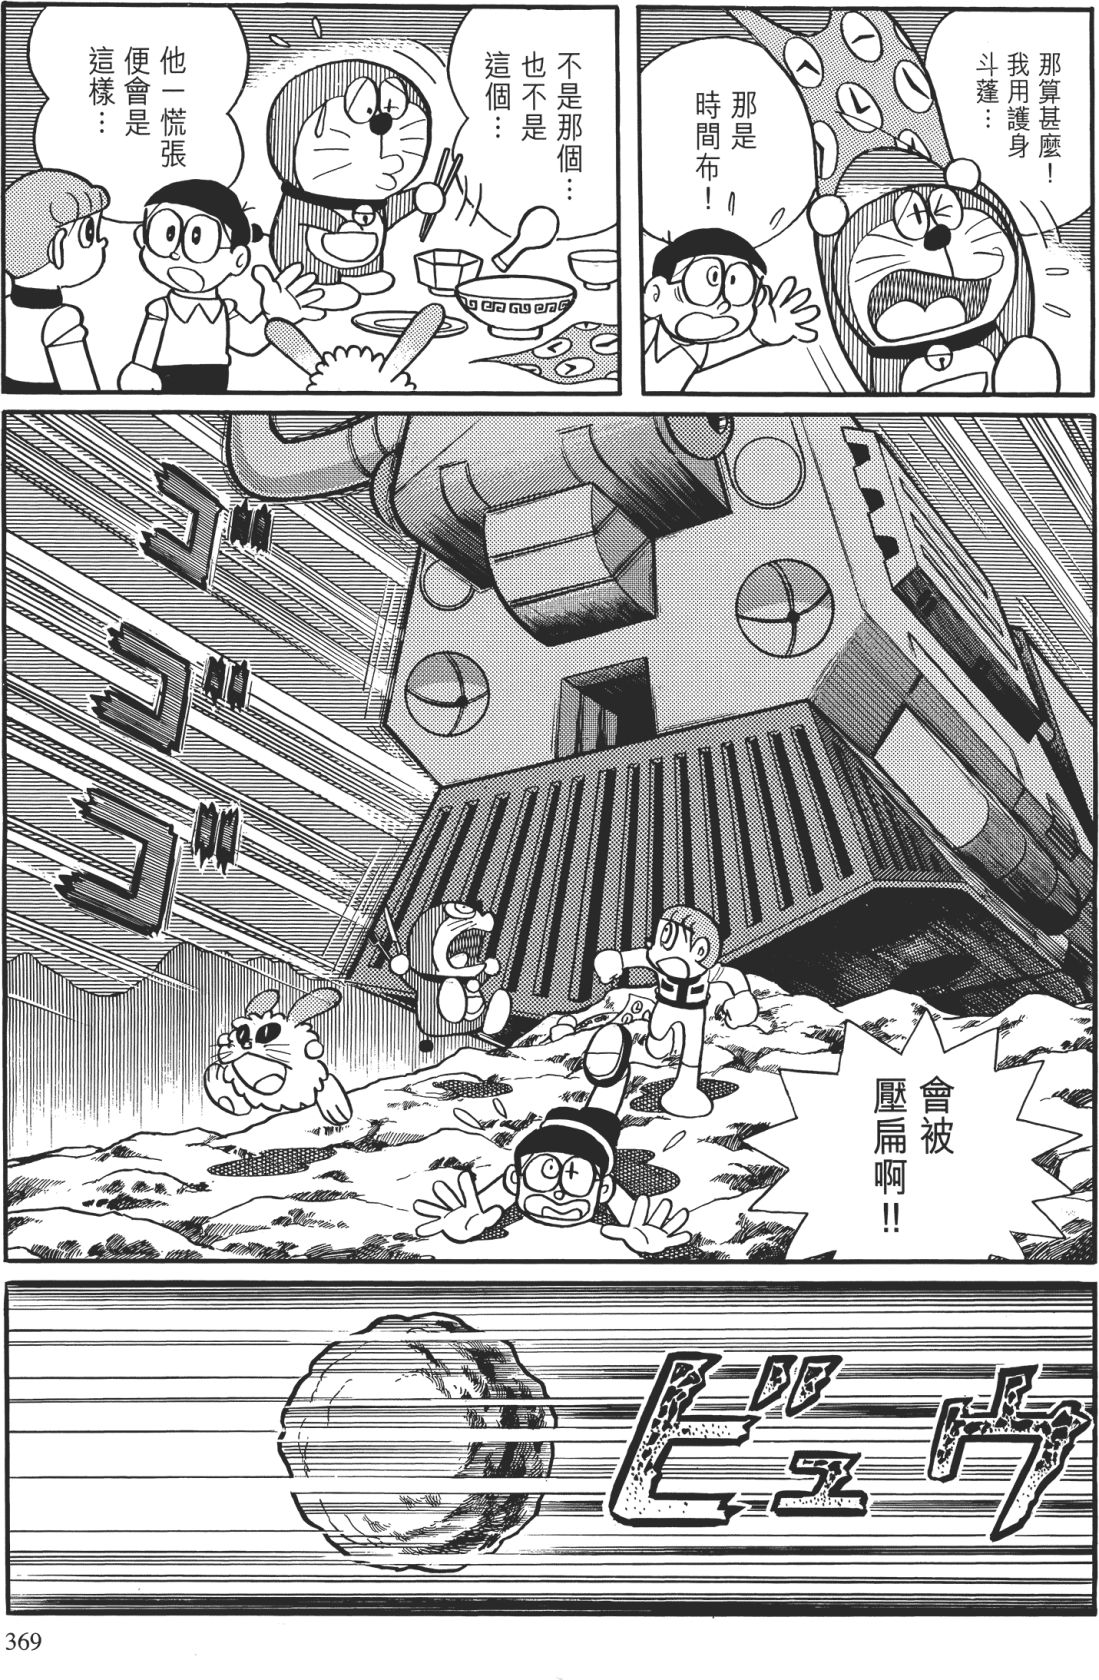 那算甚麼！
我用護身
斗蓬…
那是
時間布！
不是那個…
也不是
這個…
他一慌張
便會是
這樣…
ゴ
ゴ
ゴ
會被
壓扁啊!!
ビュウ
369